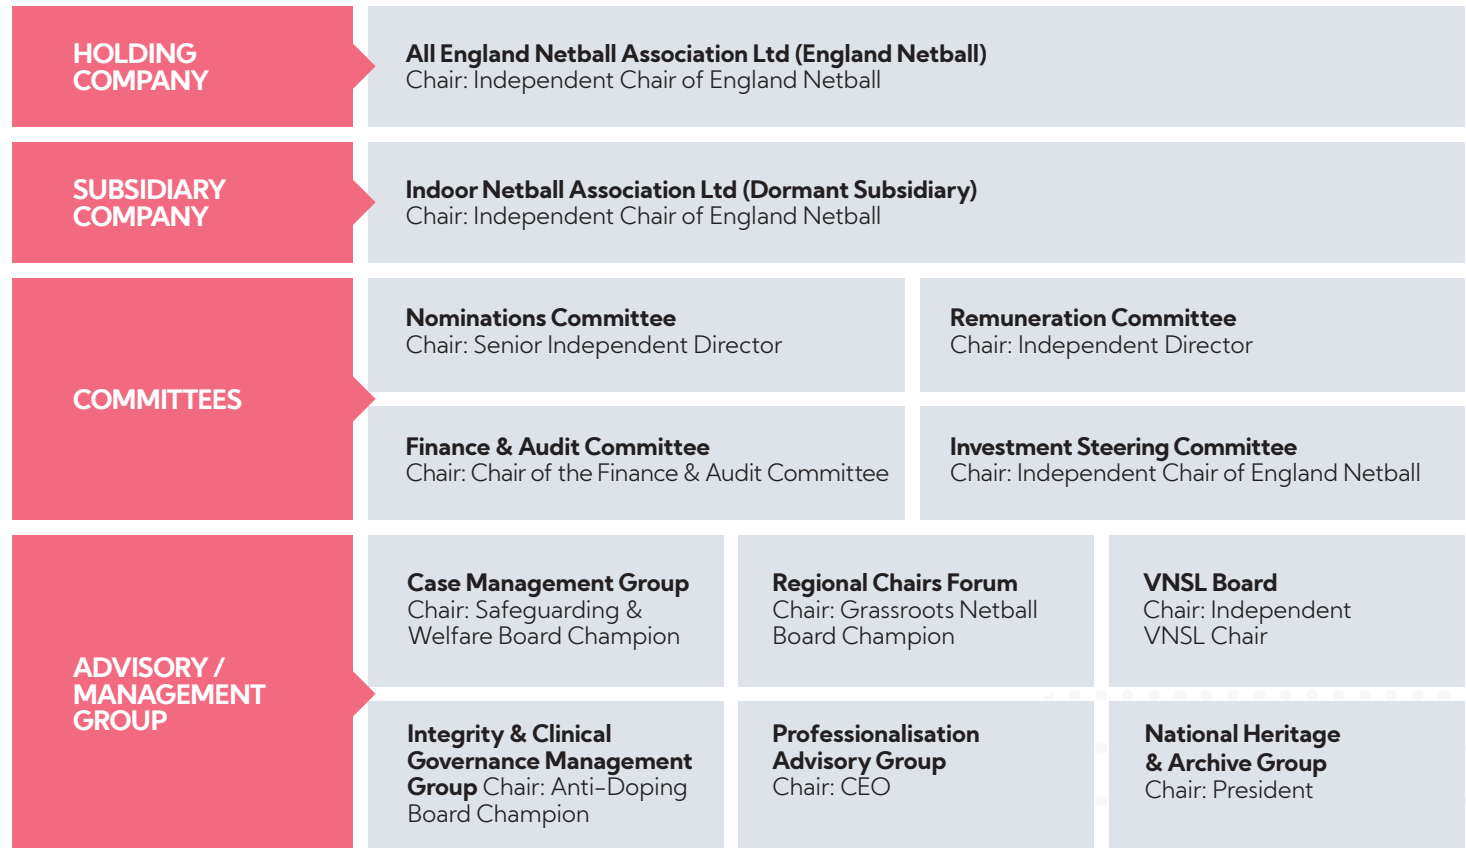 HOLDING
COMPANY
All England Netball Association Ltd (England Netball)
Chair: Independent Chair of England Netball
SUBSIDIARY
COMPANY
Indoor Netball Association Ltd (Dormant Subsidiary)
Chair: Independent Chair of England Netball
COMMITTEES
Nominations Committee
Chair: Senior Independent Director
Remuneration Committee
Chair: Independent Director
Finance & Audit Committee
Chair: Chair of the Finance & Audit Committee
Investment Steering Committee
Chair: Independent Chair of England Netball
ADVISORY /
MANAGEMENT
GROUP
Case Management Group
Chair: Safeguarding &
Welfare Board Champion
Regional Chairs Forum
Chair: Grassroots Netball
Board Champion
VNSL Board
Chair: Independent
VNSL Chair
Integrity & Clinical
Governance Management
Group Chair: Anti-Doping
Board Champion
Professionalisation
Advisory Group
Chair: CEO
National Heritage
& Archive Group
Chair: President